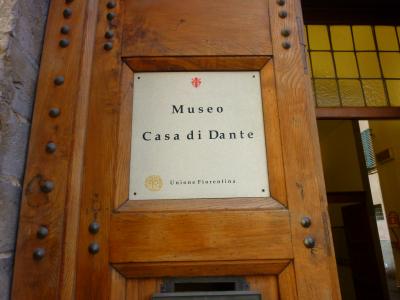 Museo
Casa di Dante
Unione Fiorentina